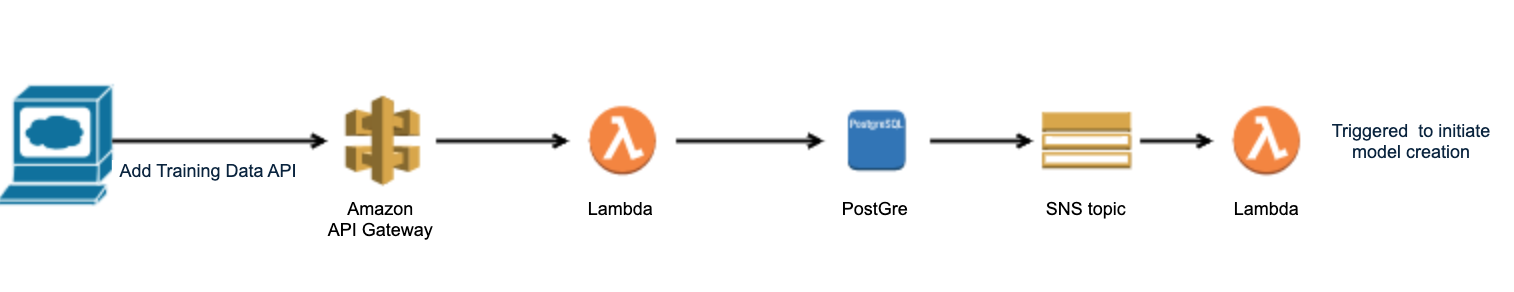 Add Training Data API
Amazon
API Gateway
Lambda
PostgreSQL
PostGre
SNS topic
Lambda
Triggered to initiate
model creation